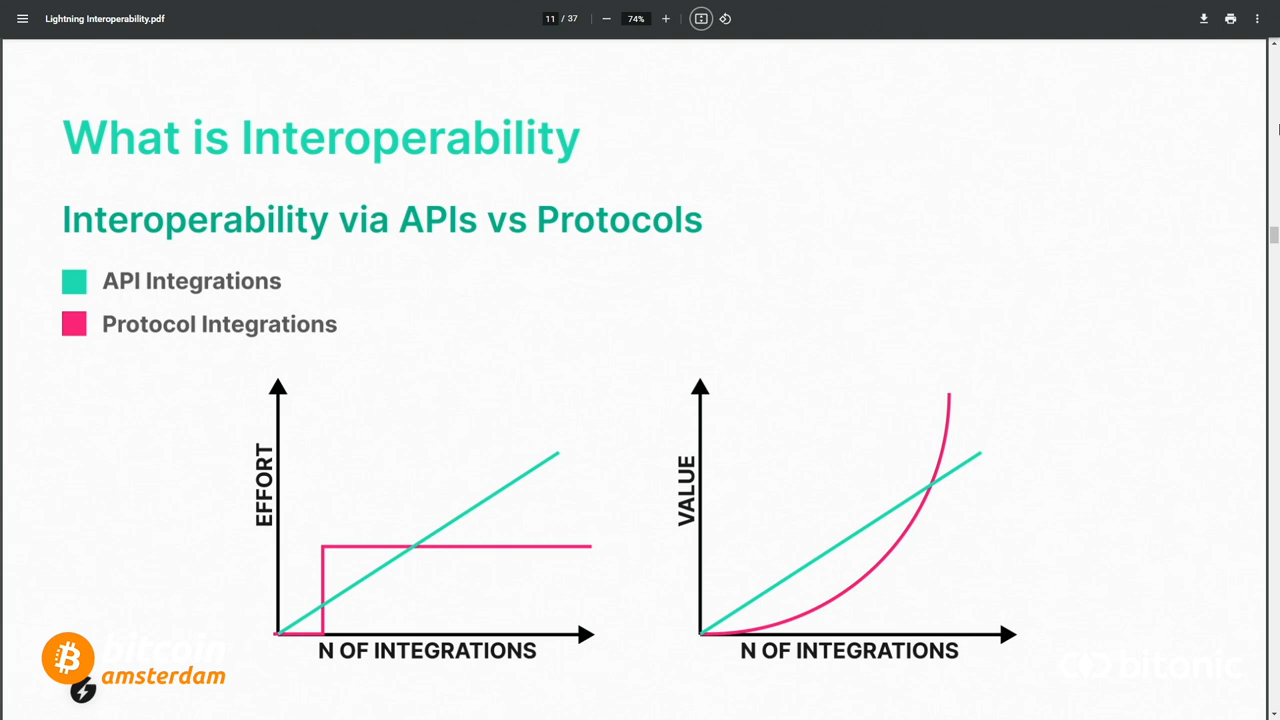 Lightning Interoperability.pdf
11 / 37
74%
What is Interoperability
Interoperability via APIs vs Protocols
API Integrations
Protocol Integrations
EFFORT
N OF INTEGRATIONS
VALUE
N OF INTEGRATIONS
bitcoin
amsterdam
bitonic